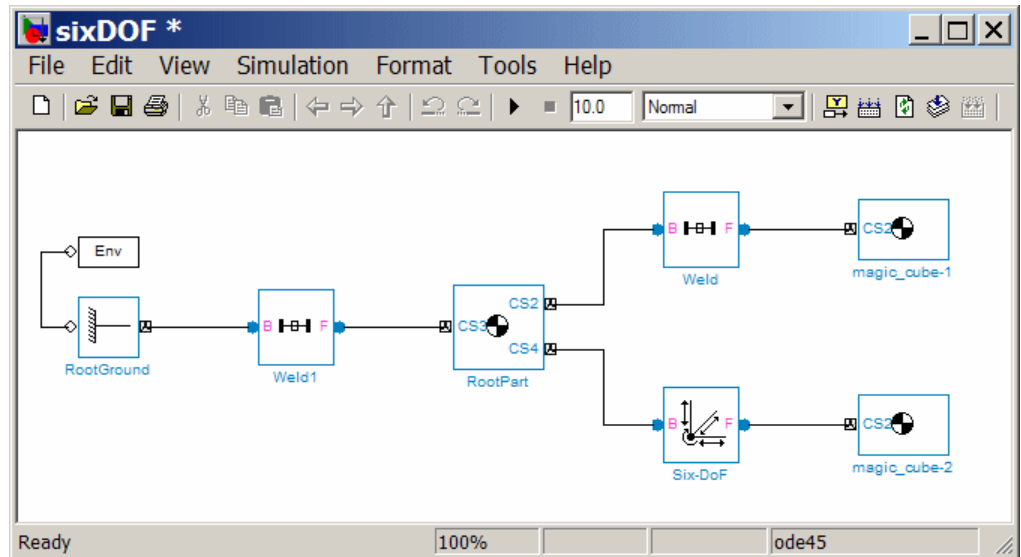 sixDOF *
File Edit View Simulation Format Tools Help
10.0 Normal
Env
RootGround
B F
Weld1
CS3
CS2
CS4
RootPart
B F
Weld
CS2
magic_cube-1
B F
Six-DoF
CS2
magic_cube-2
Ready 100% ode45